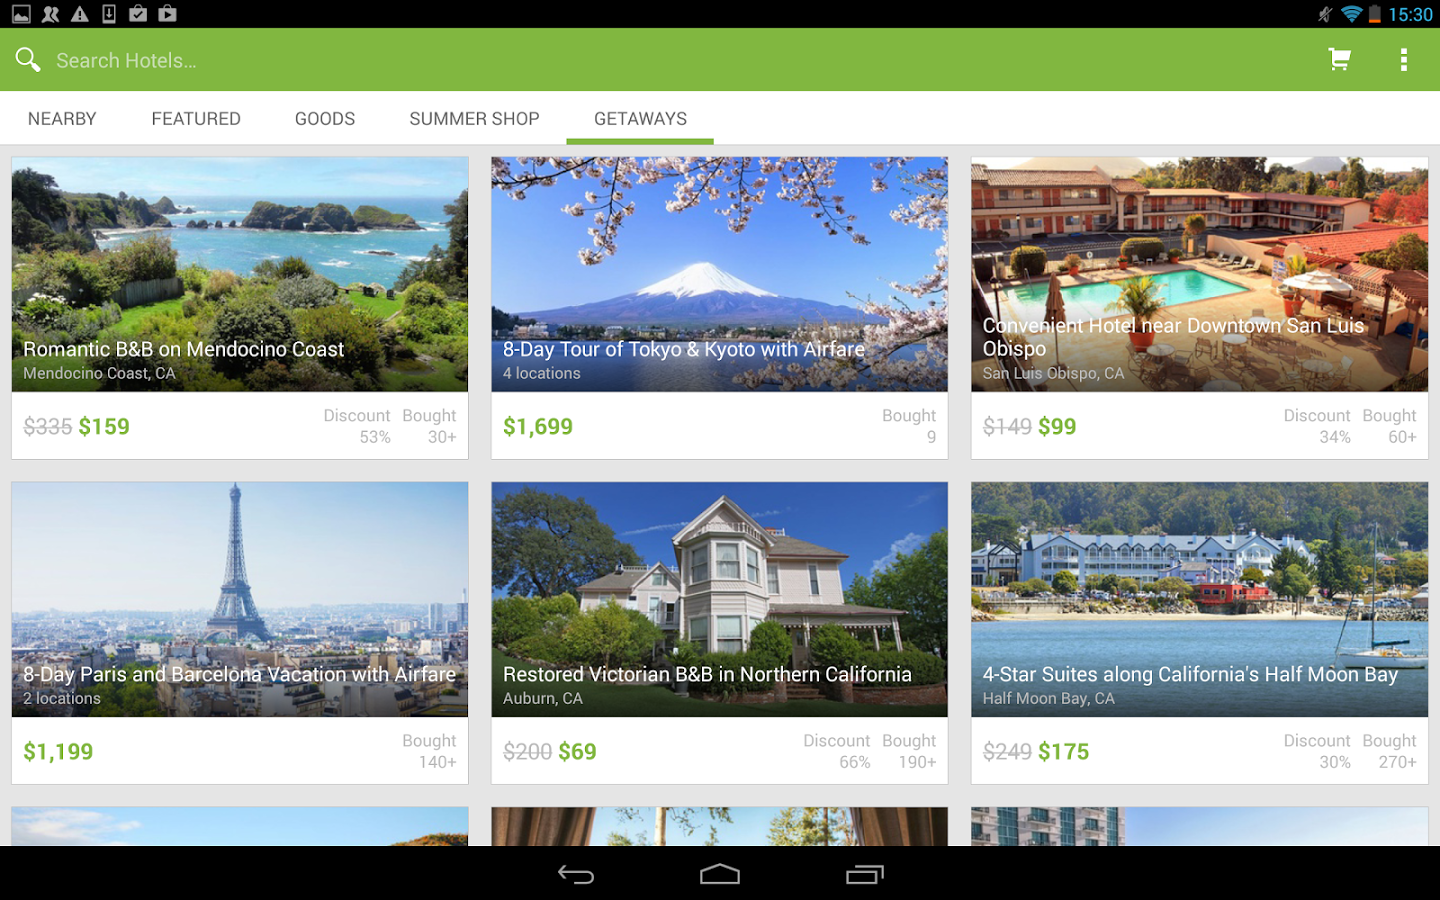 15:30
Search Hotels...
NEARBY FEATURED GOODS SUMMER SHOP GETAWAYS
Romantic B&B on Mendocino Coast
Mendocino Coast, CA
$335 $159
Discount Bought
53% 30+
8-Day Tour of Tokyo & Kyoto with Airfare
4 locations
$1,699
Bought
9
Convenient Hotel near Downtown San Luis
Obispo
San Luis Obispo, CA
$149 $99
Discount Bought
34% 60+
8-Day Paris and Barcelona Vacation with Airfare
2 locations
$1,199
Bought
140+
Restored Victorian B&B in Northern California
Auburn, CA
$200 $69
Discount Bought
66% 190+
4-Star Suites along California's Half Moon Bay
Half Moon Bay, CA
$249 $175
Discount Bought
30% 270+